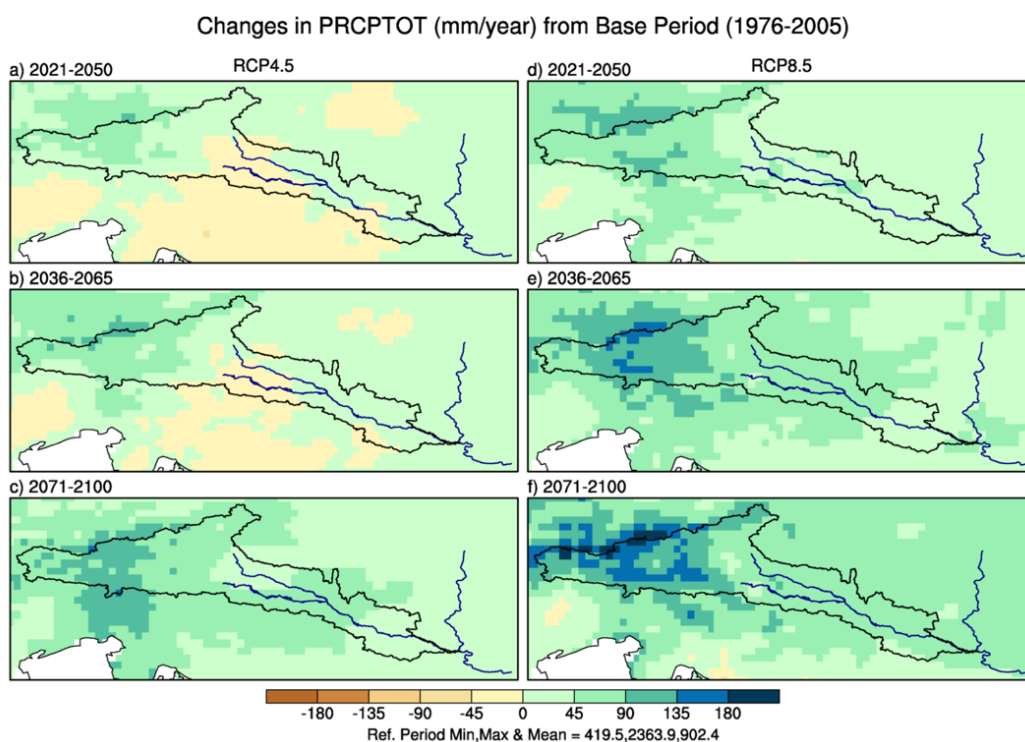 Changes in PRCPTOT (mm/year) from Base Period (1976-2005)
RCP4.5
RCP8.5
a) 2021-2050
d) 2021-2050
b) 2036-2065
e) 2036-2065
c) 2071-2100
f) 2071-2100
-180 -135 -90 -45 0 45 90 135 180
Ref. Period Min,Max & Mean = 419.5,2363.9,902.4